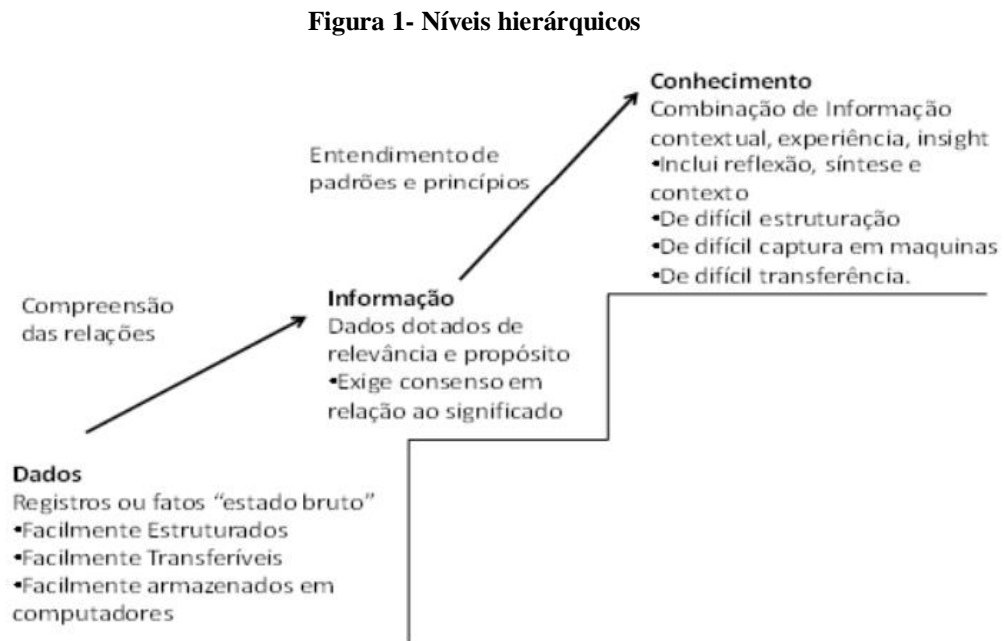 Figura 1- Níveis hierárquicos
Conhecimento
Combinação de Informação
contextual, experiência, insight
•Inclui reflexão, síntese e
contexto
•De difícil estruturação
•De difícil captura em maquinas
•De difícil transferência.
Entendimento de
padrões e princípios
Informação
Dados dotados de
relevância e propósito
•Exige consenso em
relação ao significado
Compreensão
das relações
Dados
Registros ou fatos “estado bruto”
•Facilmente Estruturados
•Facilmente Transferíveis
•Facilmente armazenados em
computadores